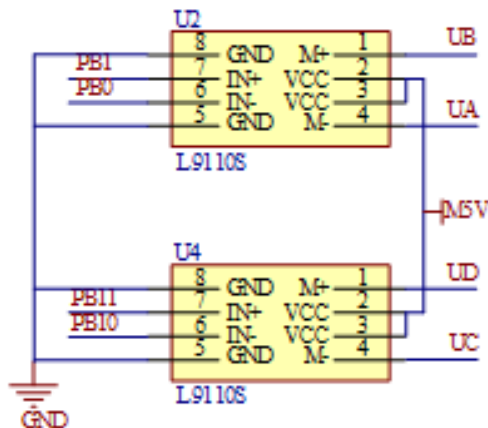 U2
8 GND M+ 1 UB
PB1 7 IN+ VCC 2
PB0 6 IN- VCC 3
5 GND M- 4 UA
L9110S
M5V
U4
8 GND M+ 1 UD
PB11 7 IN+ VCC 2
PB10 6 IN- VCC 3
5 GND M- 4 UC
L9110S
GND